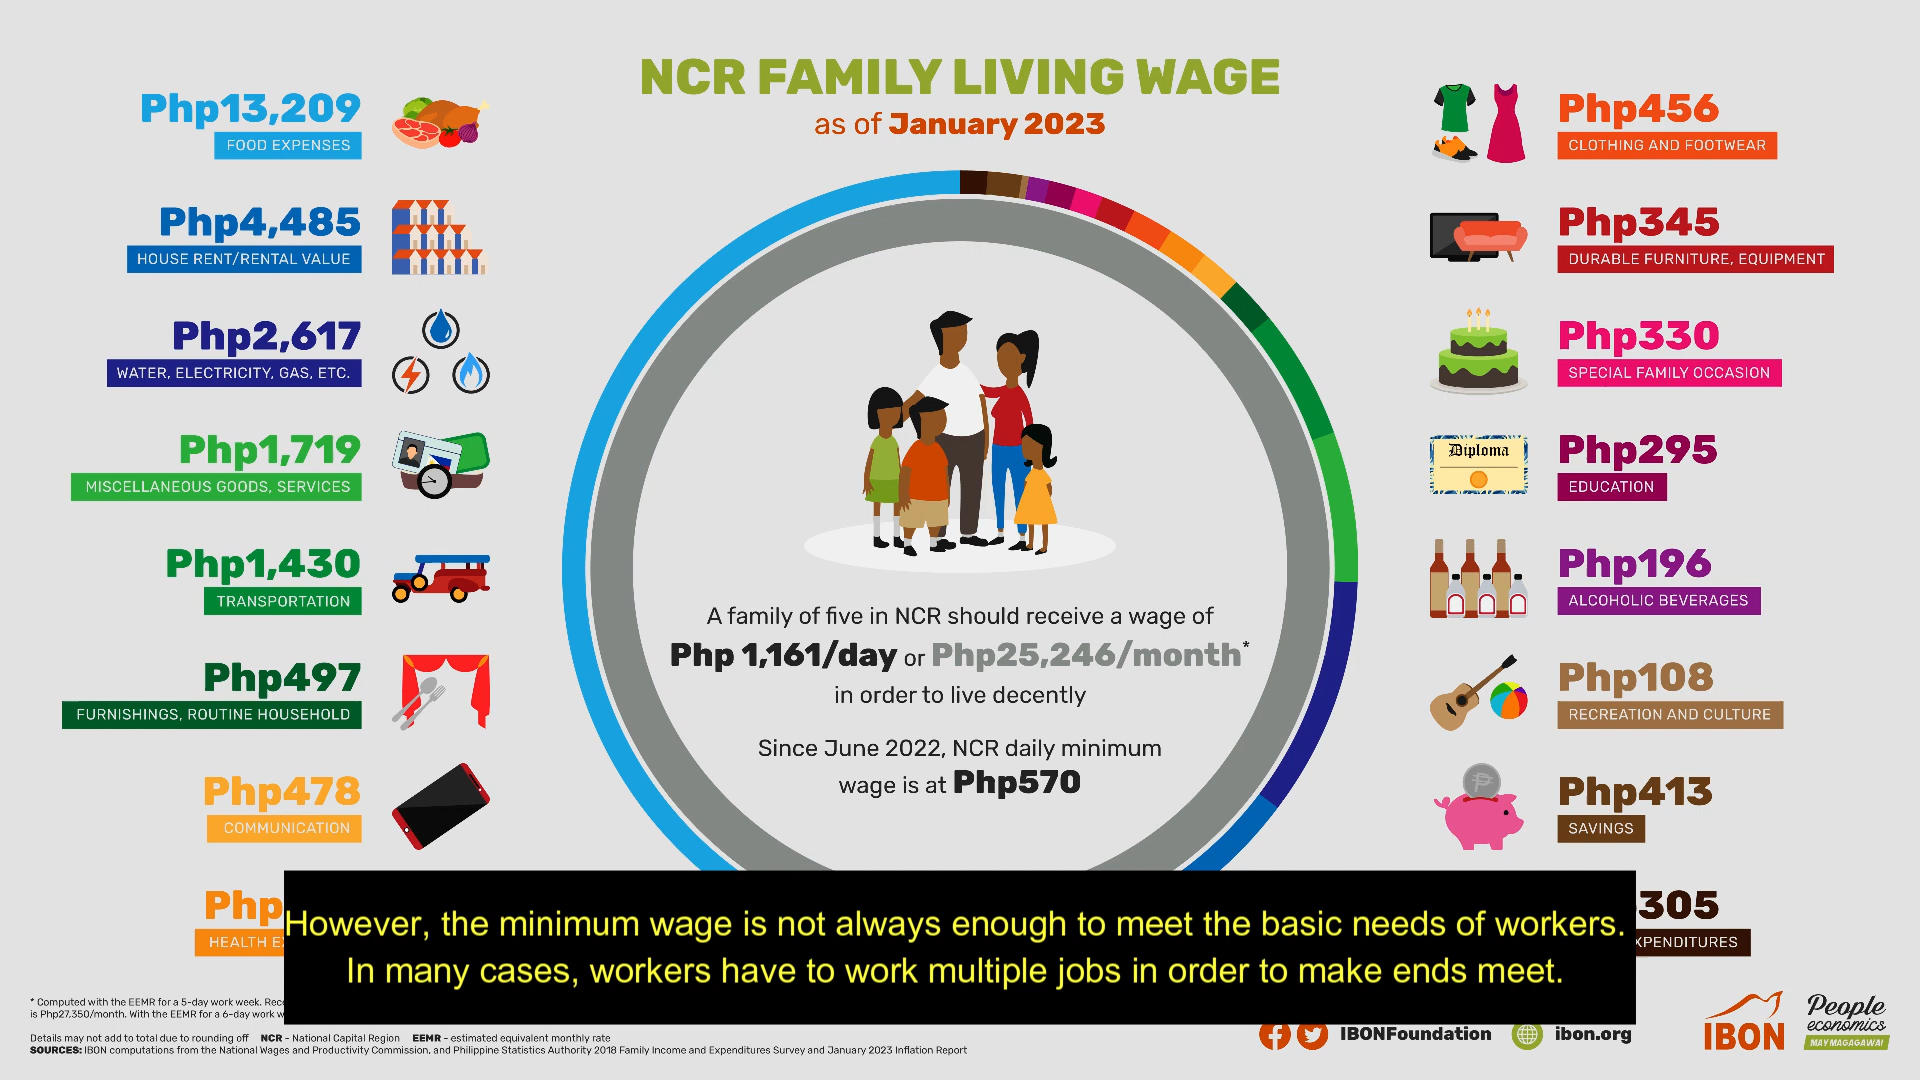 NCR FAMILY LIVING WAGE
as of January 2023
Php13,209
FOOD EXPENSES
Php4,485
HOUSE RENT/RENTAL VALUE
Php2,617
WATER, ELECTRICITY, GAS, ETC.
Php1,719
MISCELLANEOUS GOODS, SERVICES
Php1,430
TRANSPORTATION
Php497
FURNISHINGS, ROUTINE HOUSEHOLD
Php478
COMMUNICATION
Php
HEALTH
A family of five in NCR should receive a wage of
Php 1,161/day or Php25,246/month*
in order to live decently
Since June 2022, NCR daily minimum
wage is at Php570
Php456
CLOTHING AND FOOTWEAR
Php345
DURABLE FURNITURE, EQUIPMENT
Php330
SPECIAL FAMILY OCCASION
Diploma
Php295
EDUCATION
Php196
ALCOHOLIC BEVERAGES
Php108
RECREATION AND CULTURE
Php413
SAVINGS
305
XPENDITURES
However, the minimum wage is not always enough to meet the basic needs of workers.
In many cases, workers have to work multiple jobs in order to make ends meet.
* Computed with the EEMR for a 5-day work week.
is Php27,350/month. With the EEMR for a 6-day work
Details may not add to total due to rounding off NCR - National Capital Region EEMR - estimated equivalent monthly rate
SOURCES: IBON computations from the National Wages and Productivity Commission, and Philippine Statistics Authority 2018 Family Income and Expenditures Survey and January 2023 Inflation Report
IBONFoundation ibon.org
IBON
People
economics
MAY MAGAGAWA!